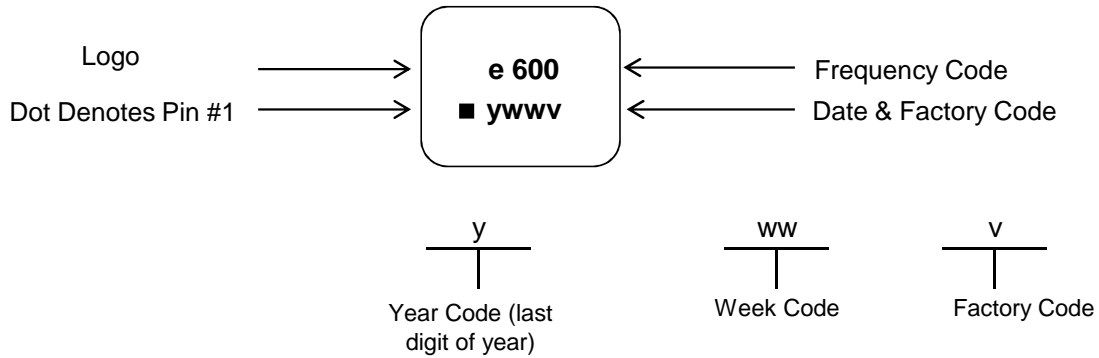 Logo
e 600
Frequency Code
Dot Denotes Pin #1
■ ywwv
Date & Factory Code
y
ww
v
Year Code (last
digit of year)
Week Code
Factory Code